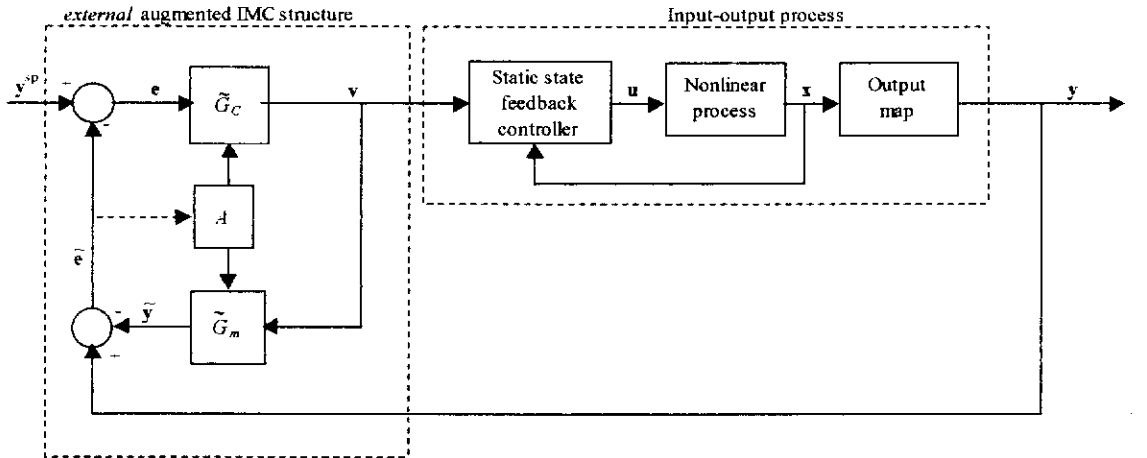 external augmented IMC structure
Input-output process
y^sp
+
-
e
G̃_C
v
Static state
feedback
controller
u
Nonlinear
process
x
Output
map
y
A
ẽ
-
ỹ
G̃_m
+